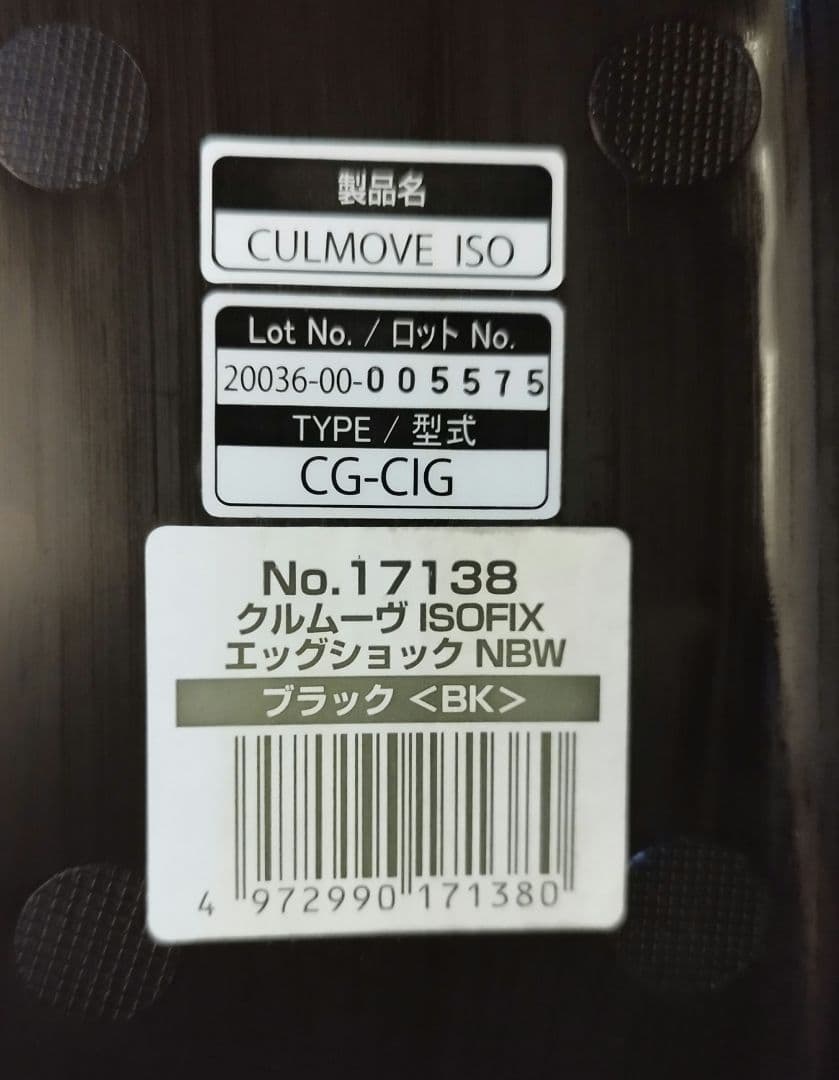 製品名
CULMOVE ISO
Lot No. / ロット No.
20036-00-005575
TYPE / 型式
CG-CIG
No.17138
クルムーヴ ISOFIX
エッグショック NBW
ブラック <BK>
4 972990 171380